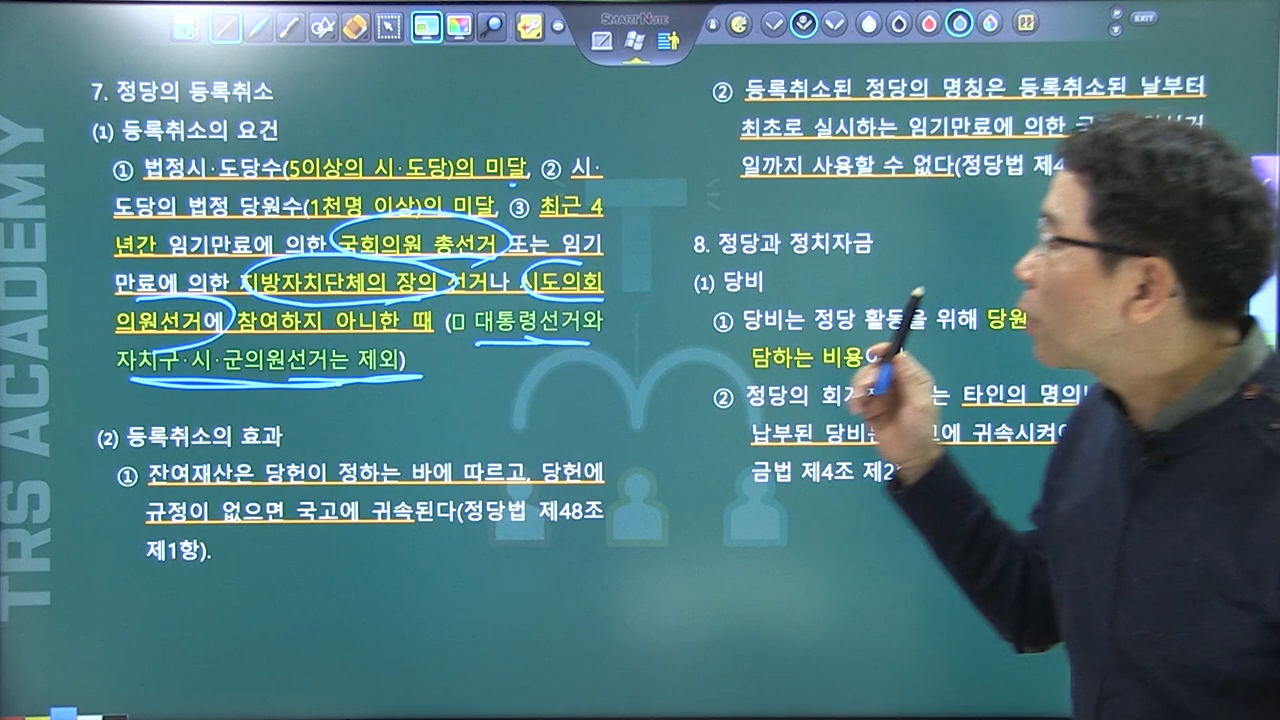 SMART NOTE
EXIT
TRS ACADEMY
7. 정당의 등록취소
(1) 등록취소의 요건
① 법정시·도당수(5이상의 시·도당)의 미달, ② 시·
도당의 법정 당원수(1천명 이상)의 미달, ③ 최근 4
년간 임기만료에 의한 국회의원 총선거 또는 임기
만료에 의한 지방자치단체의 장의 선거나 시도의회
의원선거에 참여하지 아니한 때 (▯ 대통령선거와
자치구·시·군의원선거는 제외)
(2) 등록취소의 효과
① 잔여재산은 당헌이 정하는 바에 따르고, 당헌에
규정이 없으면 국고에 귀속된다(정당법 제48조
제1항).
② 등록취소된 정당의 명칭은 등록취소된 날부터
최초로 실시하는 임기만료에 의한
일까지 사용할 수 없다(정당법
8. 정당과 정치자금
(1) 당비
① 당비는 정당 활동을 위해 당원
담하는 비용
② 정당의 타인의 명의
납부된 당비는 귀속시켜
금법 제4조